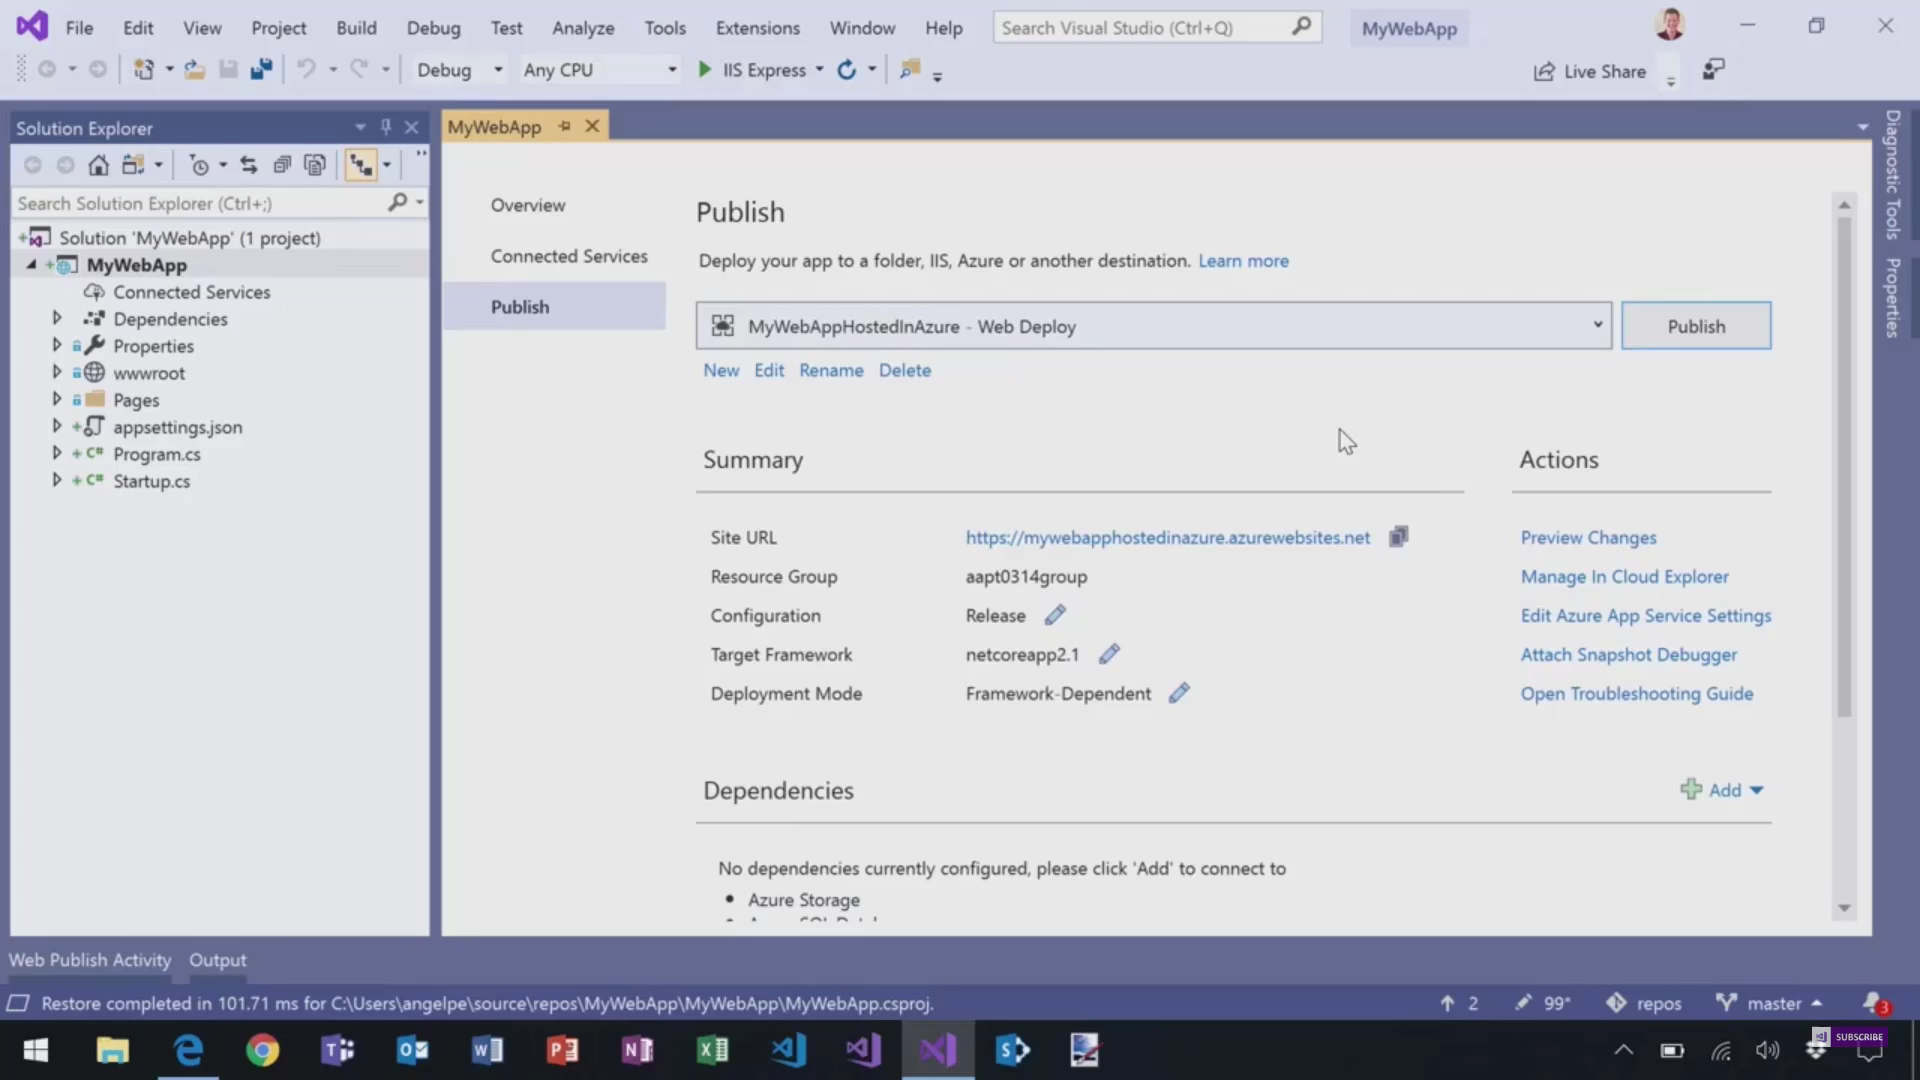 File Edit View Project Build Debug Test Analyze Tools Extensions Window Help Search Visual Studio (Ctrl+Q) MyWebApp
Debug Any CPU IIS Express Live Share
Solution Explorer
Search Solution Explorer (Ctrl+;)
Solution 'MyWebApp' (1 project)
MyWebApp
Connected Services
Dependencies
Properties
wwwroot
Pages
appsettings.json
C# Program.cs
C# Startup.cs
MyWebApp
Overview
Connected Services
Publish
Publish
Deploy your app to a folder, IIS, Azure or another destination. Learn more
MyWebAppHostedInAzure - Web Deploy
Publish
New Edit Rename Delete
Summary
Site URL https://mywebapphostedinazure.azurewebsites.net
Resource Group aapt0314group
Configuration Release
Target Framework netcoreapp2.1
Deployment Mode Framework-Dependent
Actions
Preview Changes
Manage In Cloud Explorer
Edit Azure App Service Settings
Attach Snapshot Debugger
Open Troubleshooting Guide
Dependencies
Add
No dependencies currently configured, please click 'Add' to connect to
• Azure Storage
Diagnostic Tools
Properties
Web Publish Activity Output
Restore completed in 101.71 ms for C:\Users\angelpe\source\repos\MyWebApp\MyWebApp\MyWebApp.csproj.
2 99* repos master 3
SUBSCRIBE